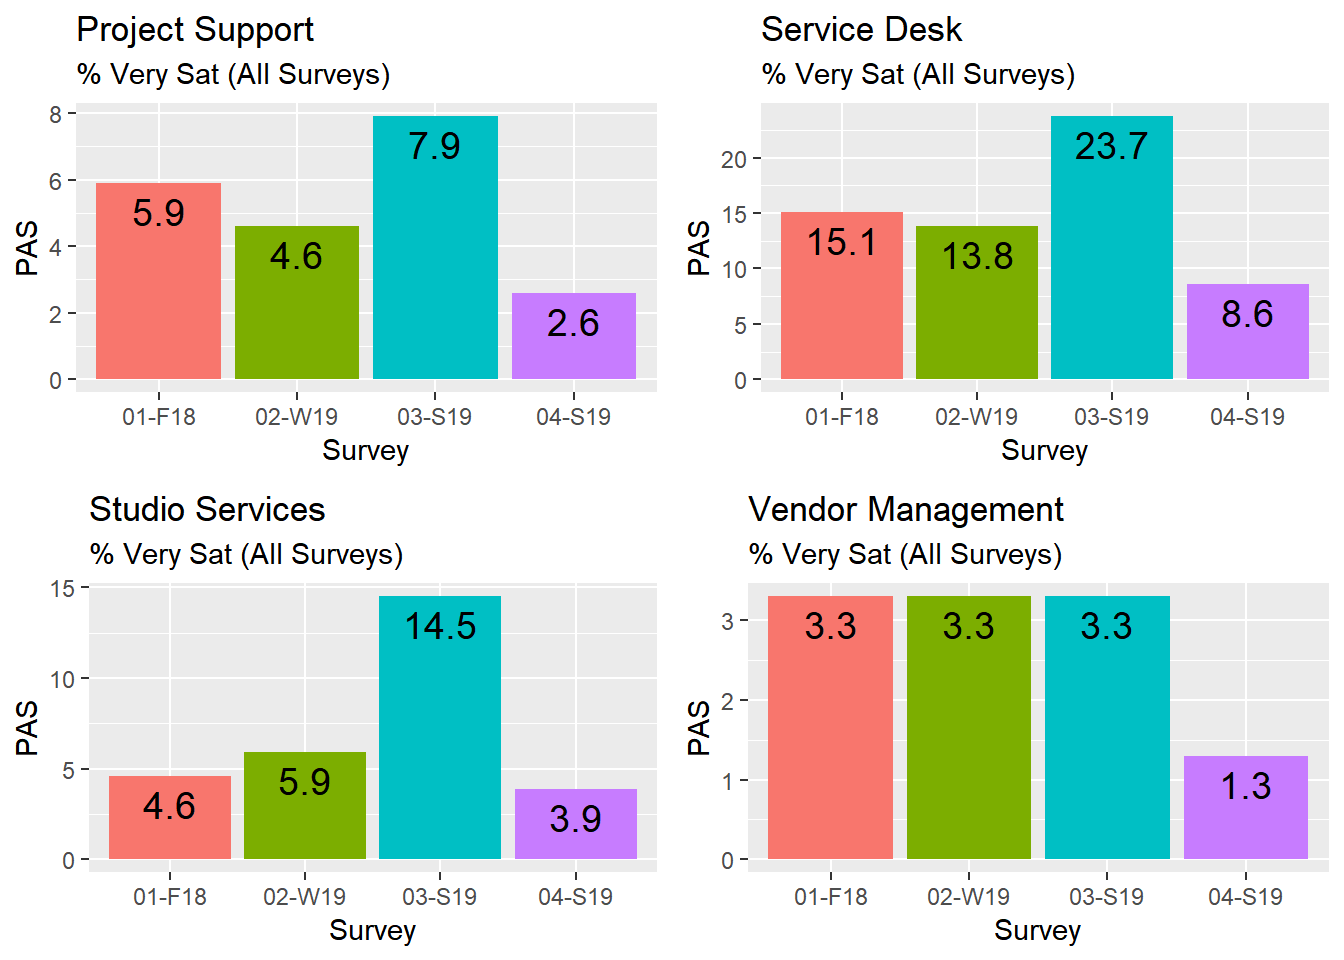 Project Support
% Very Sat (All Surveys)
PAS
8
6
4
2
0
5.9
4.6
7.9
2.6
01-F18
02-W19
03-S19
04-S19
Survey
Service Desk
% Very Sat (All Surveys)
PAS
20
15
10
5
0
15.1
13.8
23.7
8.6
01-F18
02-W19
03-S19
04-S19
Survey
Studio Services
% Very Sat (All Surveys)
PAS
15
10
5
0
4.6
5.9
14.5
3.9
01-F18
02-W19
03-S19
04-S19
Survey
Vendor Management
% Very Sat (All Surveys)
PAS
3
2
1
0
3.3
3.3
3.3
1.3
01-F18
02-W19
03-S19
04-S19
Survey